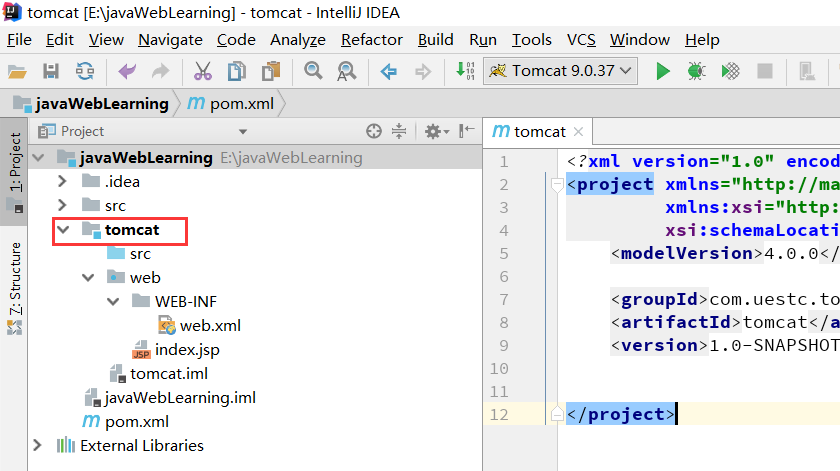 tomcat [E:\javaWebLearning] - tomcat - IntelliJ IDEA
File Edit View Navigate Code Analyze Refactor Build Run Tools VCS Window Help
Tomcat 9.0.37
javaWebLearning pom.xml
1: Project
Z: Structure
Project
javaWebLearning E:\javaWebLearning
.idea
src
tomcat
src
web
WEB-INF
web.xml
JSP index.jsp
tomcat.iml
javaWebLearning.iml
m pom.xml
External Libraries
m tomcat
1 <?xml version="1.0" encod
2 <project xmlns="http://ma
3 xmlns:xsi="http:
4 xsi:schemaLocati
5 <modelVersion>4.0.0</
6
7 <groupId>com.uestc.to
8 <artifactId>tomcat</a
9 <version>1.0-SNAPSHOT
10
11
12 </project>